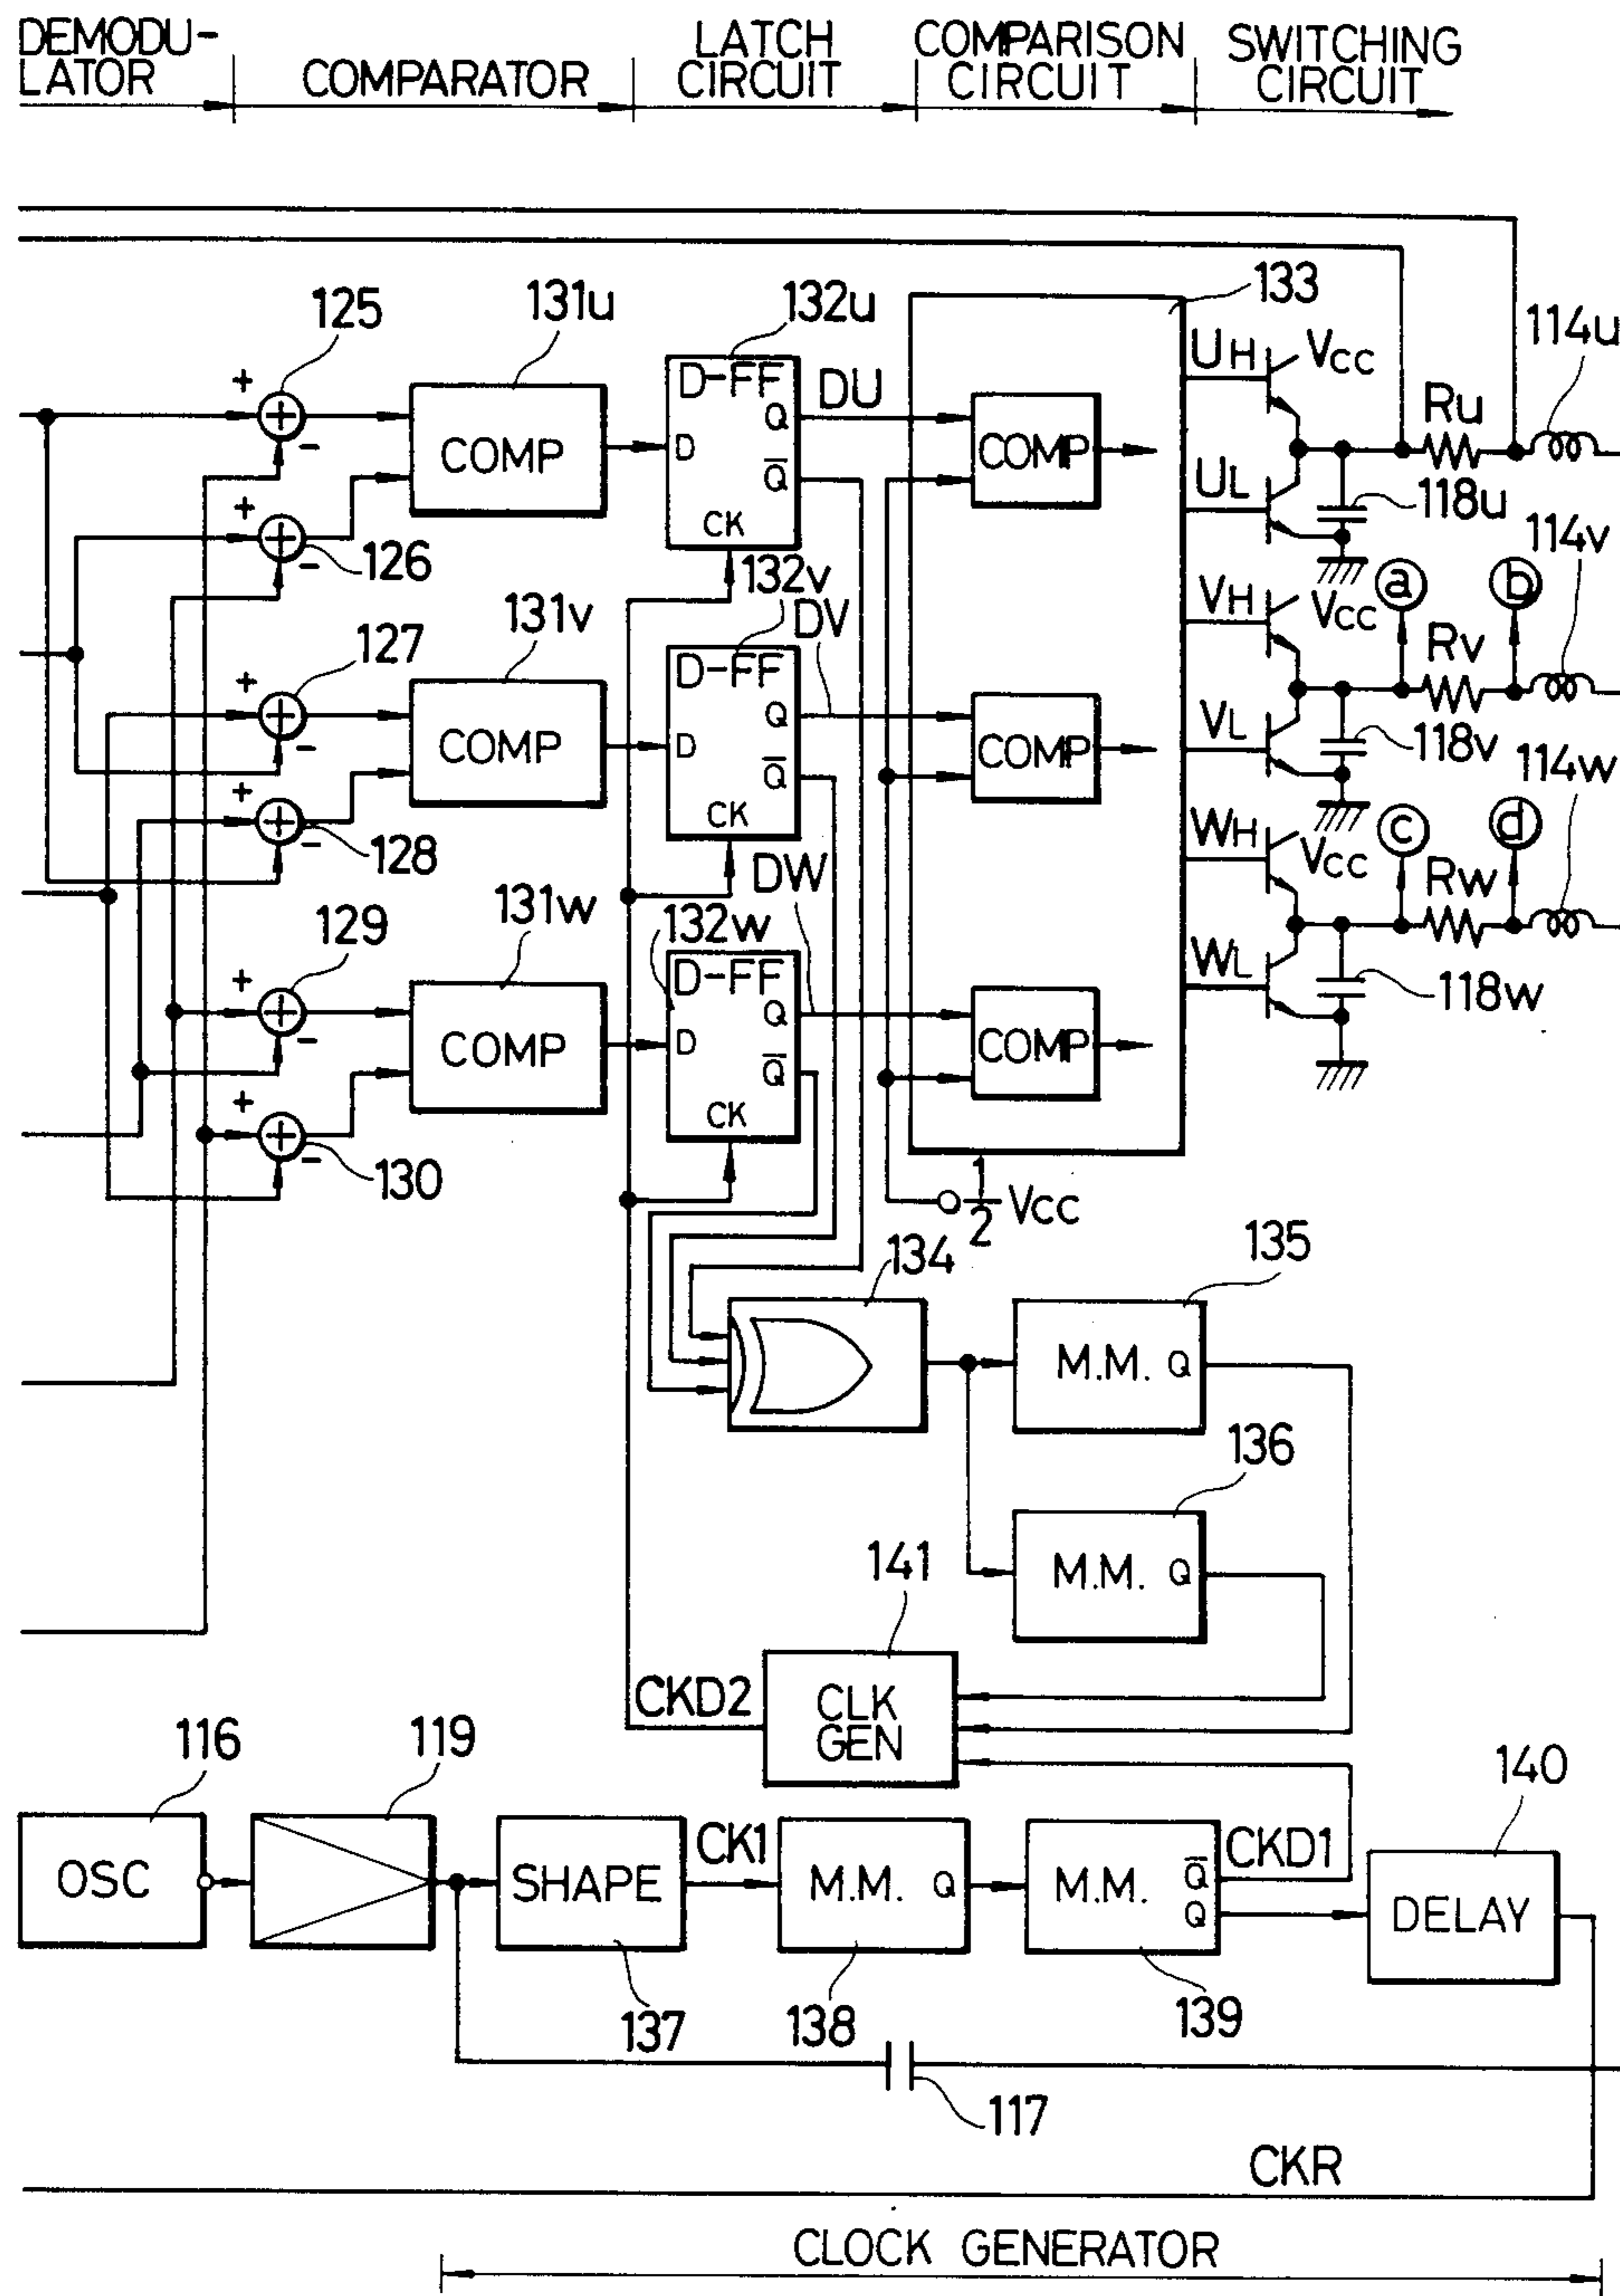 DEMODU-
LATOR
COMPARATOR
LATCH
CIRCUIT
COMPARISON
CIRCUIT
SWITCHING
CIRCUIT
125
131u
132u
133
114u
+
+
-
COMP
D-FF
D
Q
Q̅
CK
DU
COMP
UH
VCC
Ru
UL
118u
+
+
-
126
132v
DV
114v
VH
VCC
a
b
Rv
127
131v
+
+
-
COMP
D-FF
D
Q
Q̅
CK
COMP
VL
118v
114w
+
+
-
128
DW
WH
VCC
c
d
Rw
129
131w
132w
+
+
-
COMP
D-FF
D
Q
Q̅
CK
COMP
WL
118w
+
+
-
130
1/2 VCC
134
135
M.M. Q
136
M.M. Q
141
CLK
GEN
CKD2
116
119
140
OSC
SHAPE
CK1
M.M. Q
M.M. Q̅
Q
CKD1
DELAY
137
138
139
117
CKR
CLOCK GENERATOR